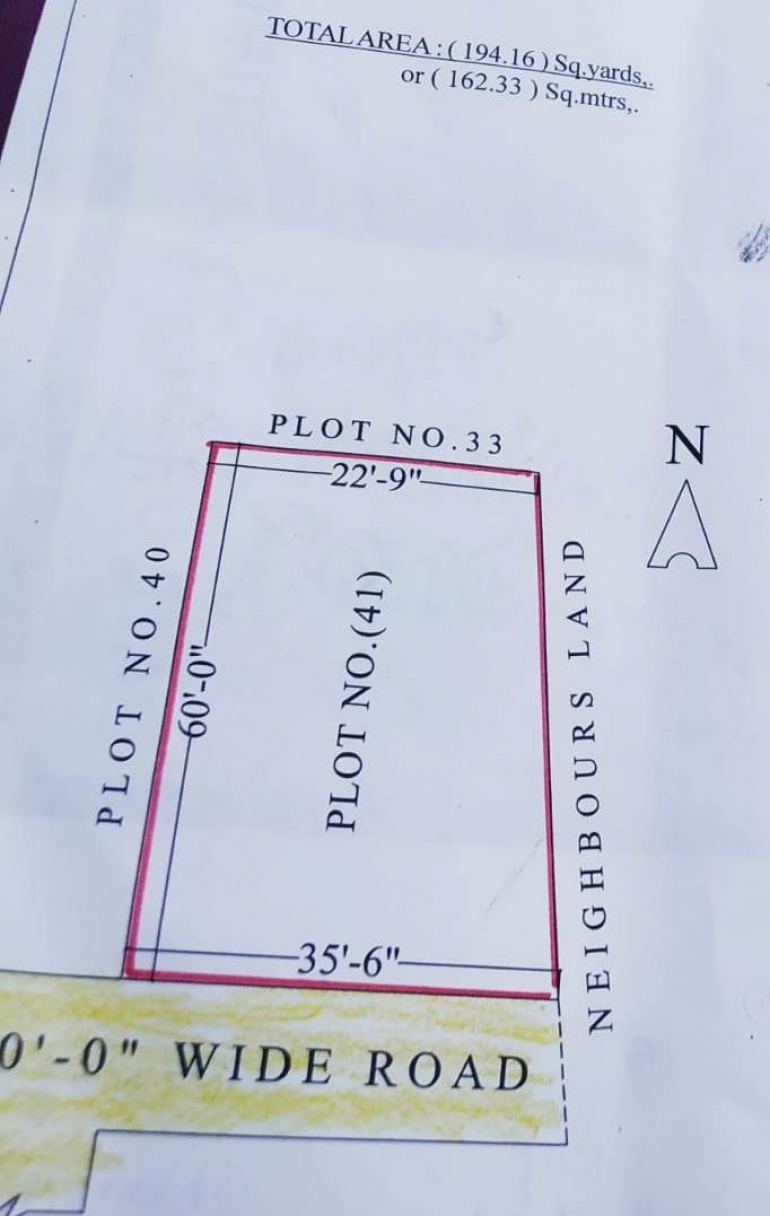 TOTAL AREA : ( 194.16 ) Sq.yards,.
or ( 162.33 ) Sq.mtrs,.
PLOT NO.33
N
22'-9"
PLOT NO.40
60'-0"
PLOT NO.(41)
NEIGHBOURS LAND
35'-6"
0'-0" WIDE ROAD